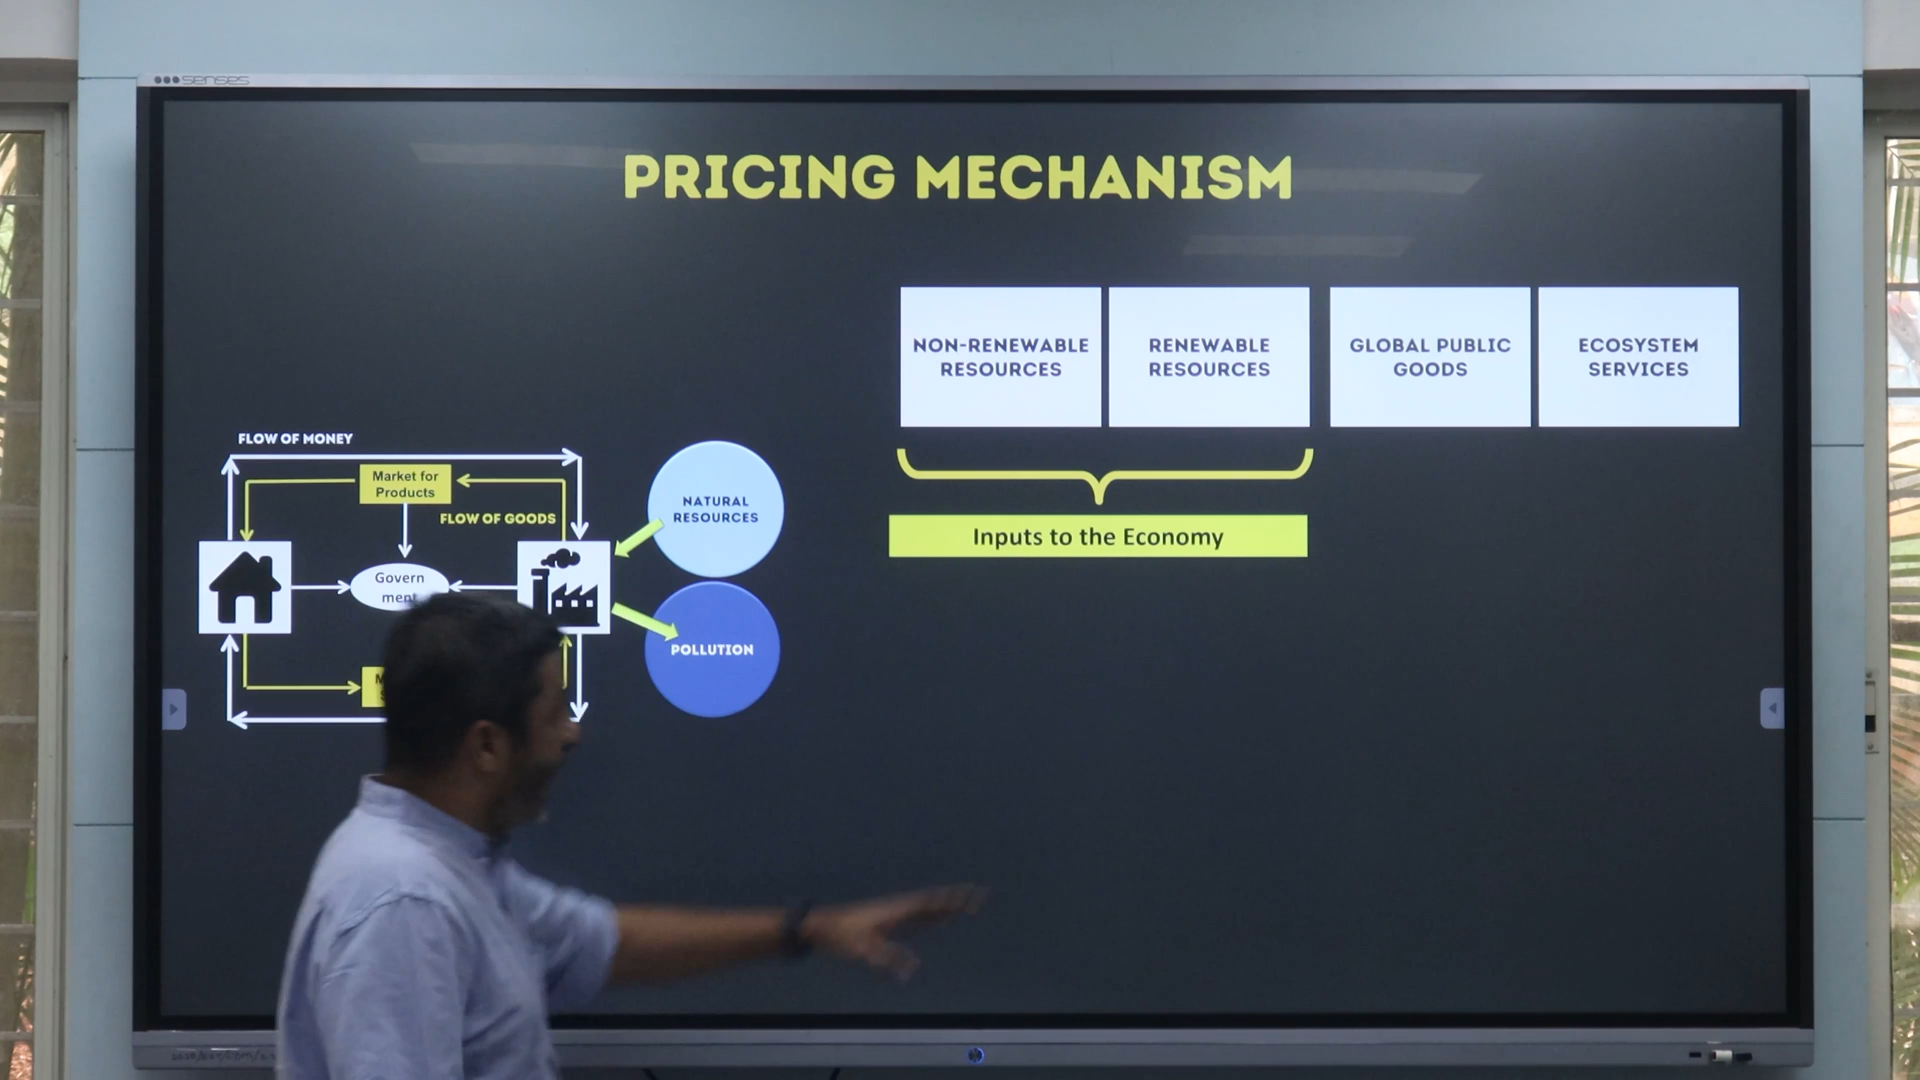 senses
PRICING MECHANISM
NON-RENEWABLE
RESOURCES
RENEWABLE
RESOURCES
GLOBAL PUBLIC
GOODS
ECOSYSTEM
SERVICES
Inputs to the Economy
FLOW OF MONEY
Market for
Products
FLOW OF GOODS
NATURAL
RESOURCES
Govern
ment
POLLUTION